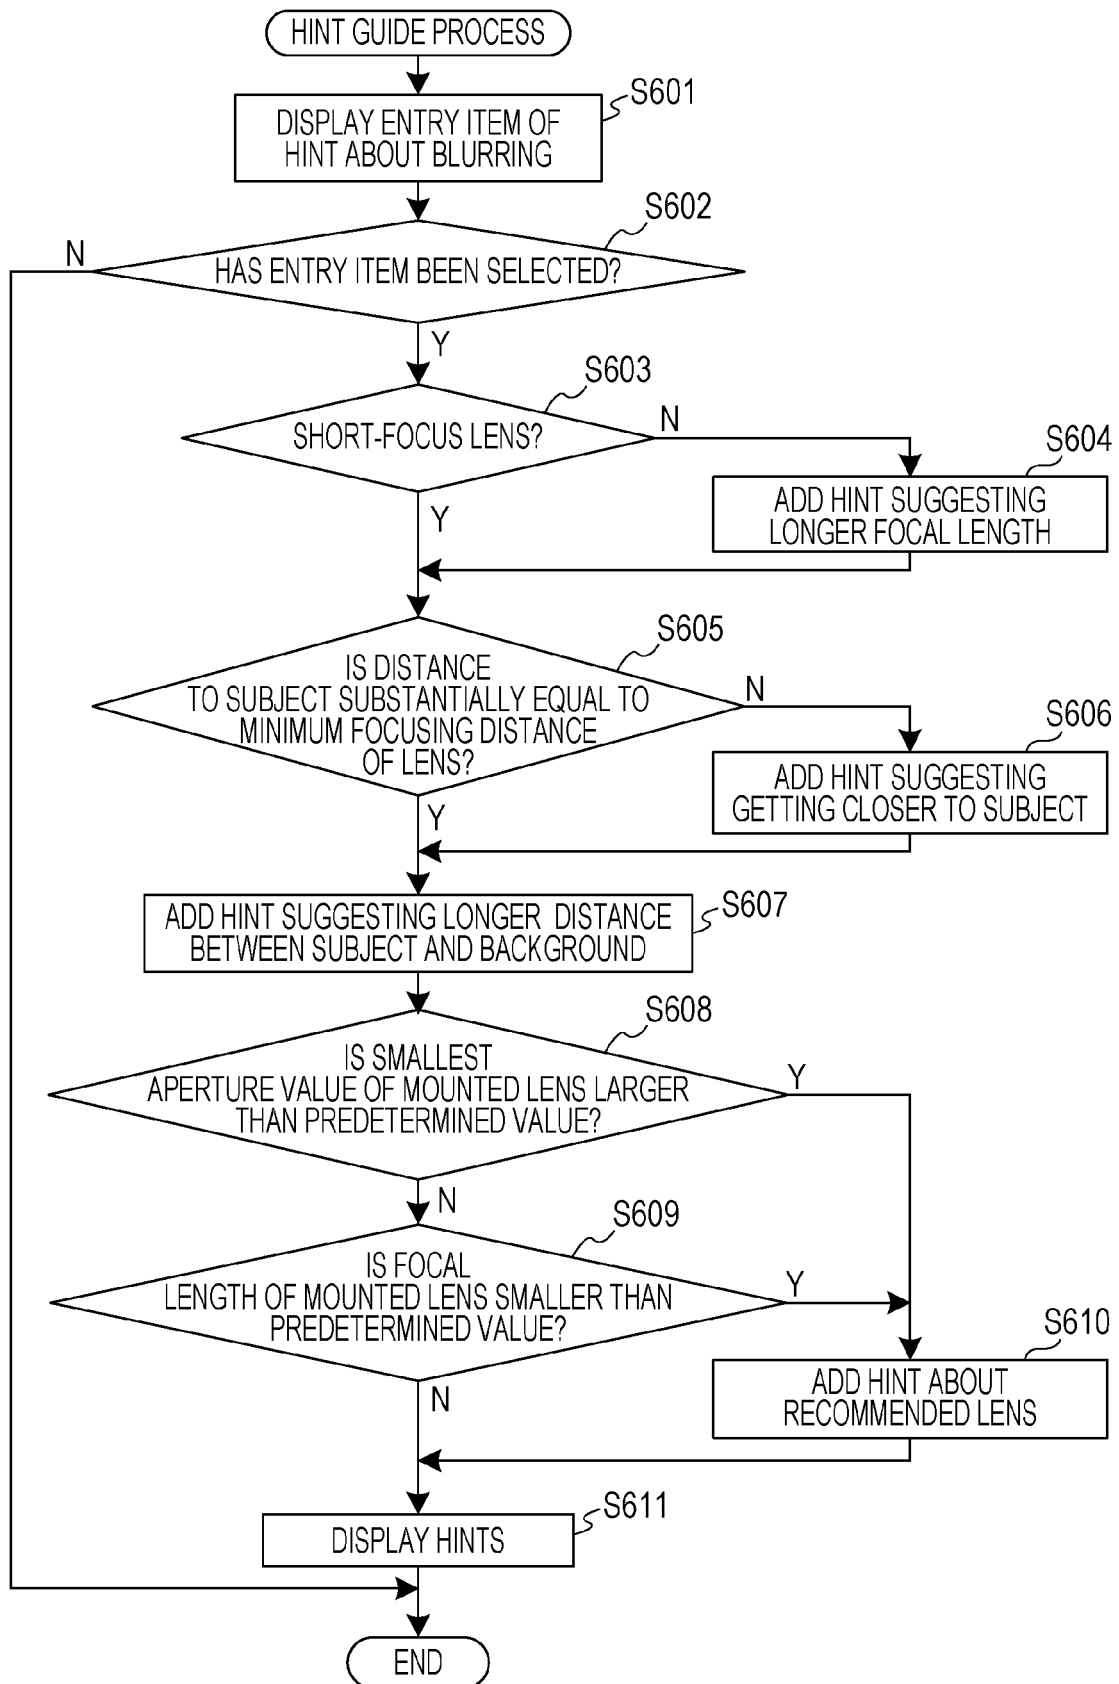 HINT GUIDE PROCESS
S601
DISPLAY ENTRY ITEM OF
HINT ABOUT BLURRING
S602
N
HAS ENTRY ITEM BEEN SELECTED?
Y
S603
SHORT-FOCUS LENS?
N
S604
ADD HINT SUGGESTING
LONGER FOCAL LENGTH
Y
S605
IS DISTANCE
TO SUBJECT SUBSTANTIALLY EQUAL TO
MINIMUM FOCUSING DISTANCE
OF LENS?
N
S606
ADD HINT SUGGESTING
GETTING CLOSER TO SUBJECT
Y
S607
ADD HINT SUGGESTING LONGER DISTANCE
BETWEEN SUBJECT AND BACKGROUND
S608
IS SMALLEST
APERTURE VALUE OF MOUNTED LENS LARGER
THAN PREDETERMINED VALUE?
Y
N
S609
IS FOCAL
LENGTH OF MOUNTED LENS SMALLER THAN
PREDETERMINED VALUE?
Y
S610
ADD HINT ABOUT
RECOMMENDED LENS
N
S611
DISPLAY HINTS
END